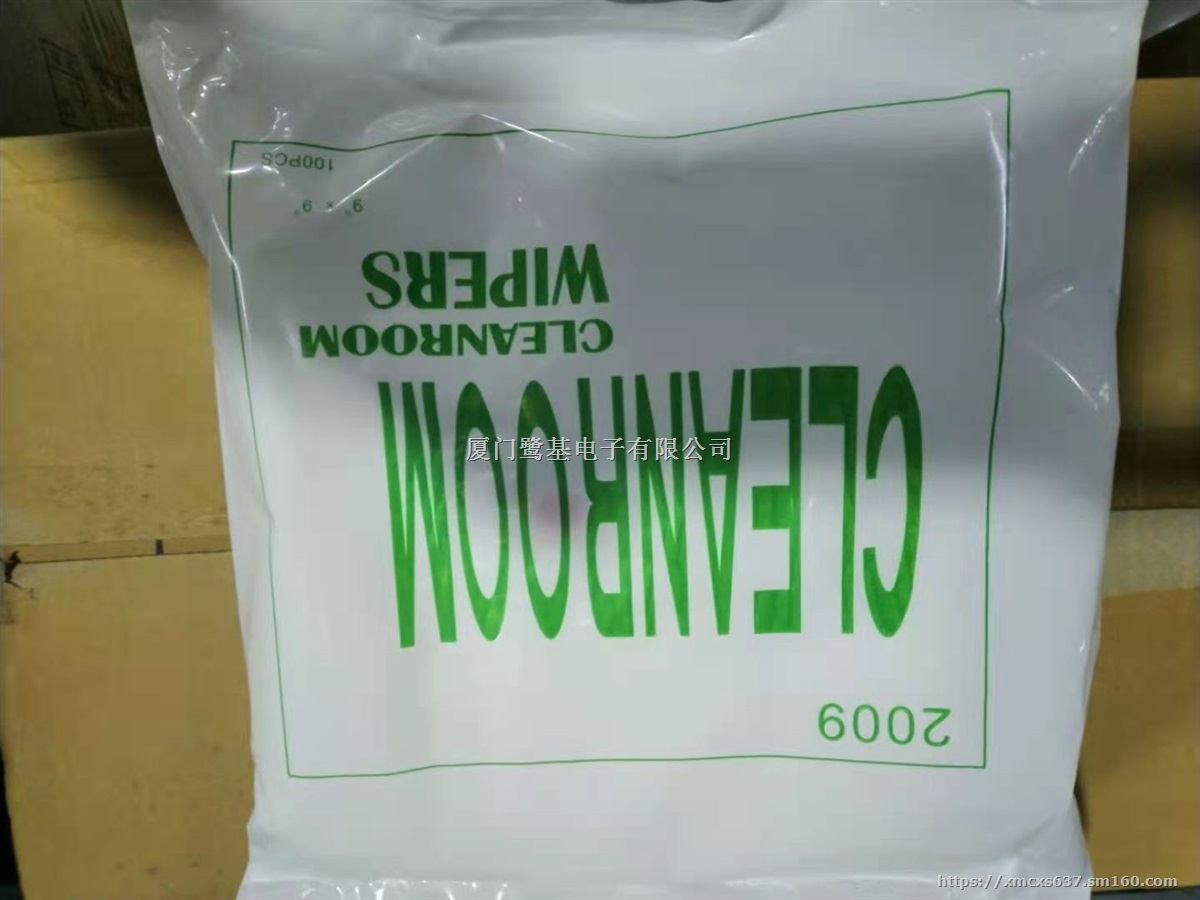 2009
CLEANROOM
CLEANROOM
WIPERS
9" × 9"
100PCS
厦门鹭基电子有限公司
https://xmcxs637.sm160.com